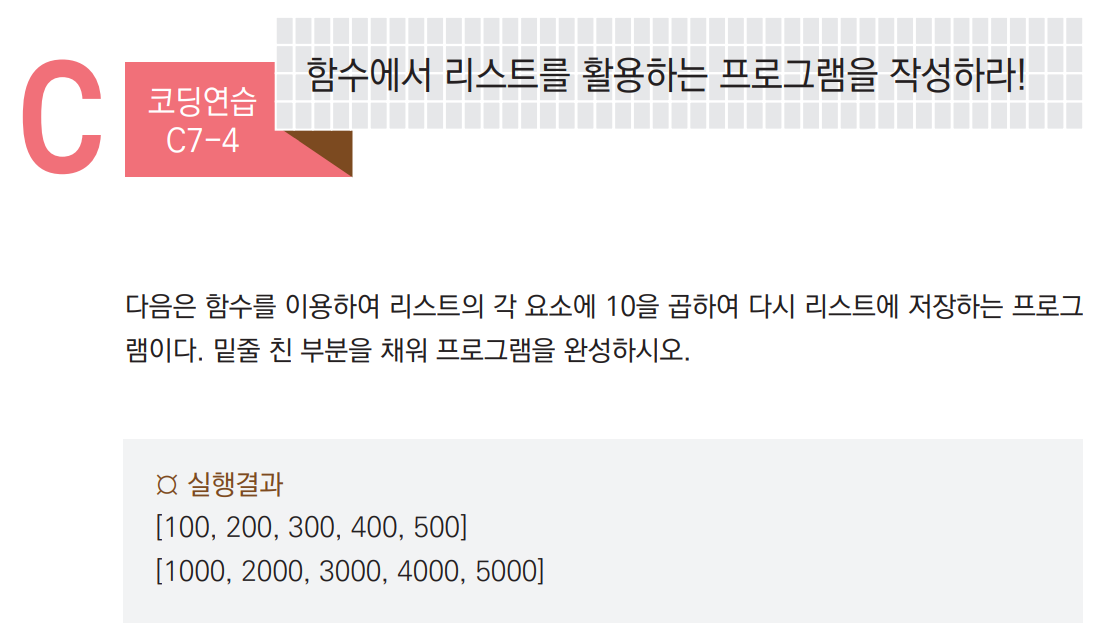 C
코딩연습
C7-4
함수에서 리스트를 활용하는 프로그램을 작성하라!
다음은 함수를 이용하여 리스트의 각 요소에 10을 곱하여 다시 리스트에 저장하는 프로그
램이다. 밑줄 친 부분을 채워 프로그램을 완성하시오.
¤ 실행결과
[100, 200, 300, 400, 500]
[1000, 2000, 3000, 4000, 5000]